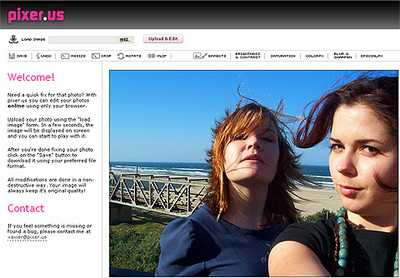 pixer.us
LOAD IMAGE
Upload & Edit
SAVE UNDO RESIZE CROP ROTATE FLIP EFFECTS BRIGHTNESS & CONTRAST SATURATION COLORFY BLUR & SHARPEN SPECIALFX
Welcome!
Need a quick fix for that photo? With
pixer.us you can edit your photos
online using only your browser.
Upload your photo using the "load
image" form. In a few seconds, the
image will be displayed on screen
and you can start to play with it.
After you're done fixing your photo
click on the "Save" button to
download it using your preferred file
format.
All modifications are done in a non-
destructive way. Your image will
always keep it's original quality!
Contact
If you feel something is missing or
found a bug, please contact me at
xavier@pixer.us